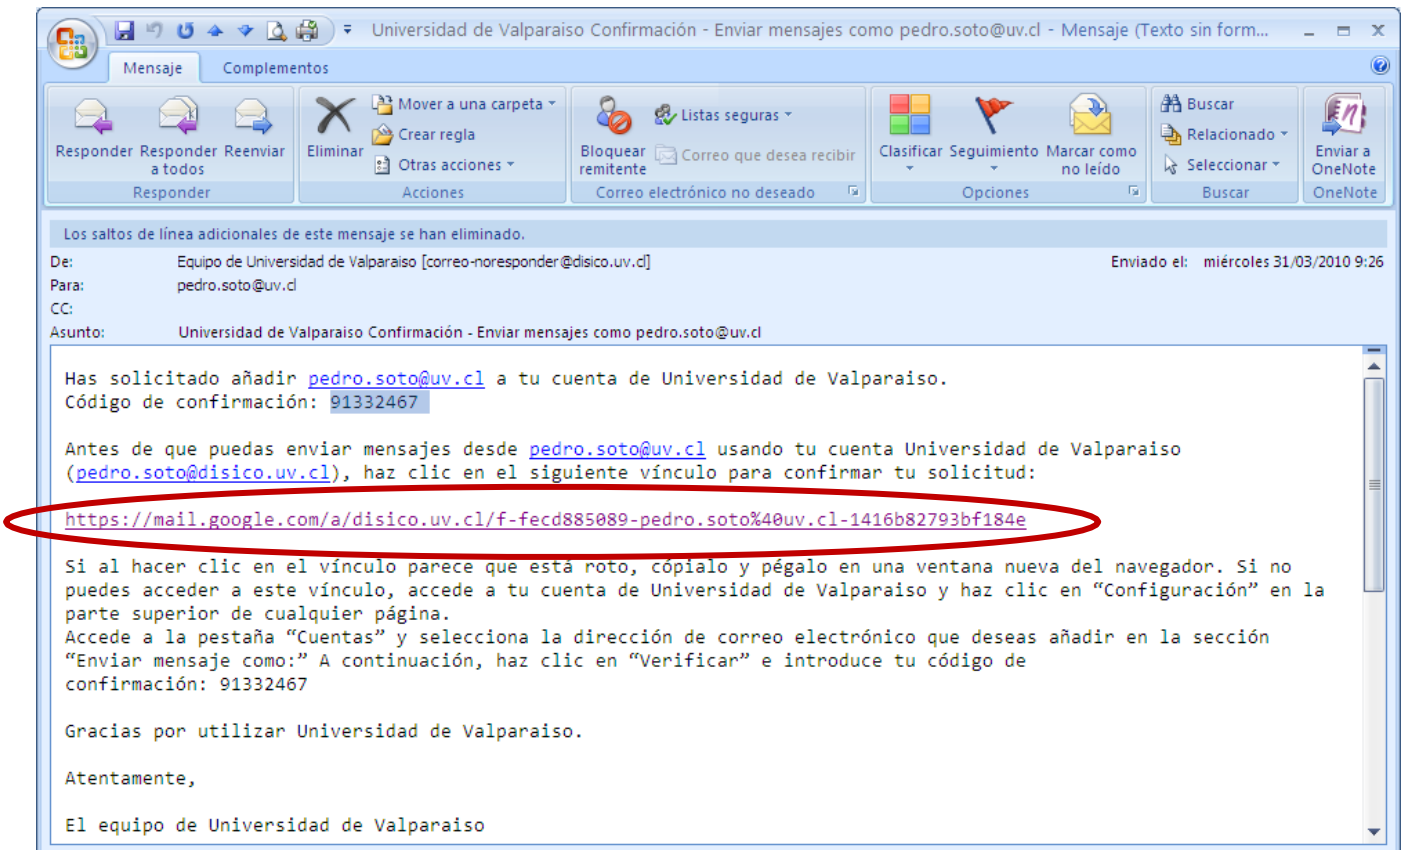 Universidad de Valparaiso Confirmación - Enviar mensajes como pedro.soto@uv.cl - Mensaje (Texto sin form...
Mensaje Complementos
Responder Responder a todos Reenviar
Responder
Eliminar
Mover a una carpeta
Crear regla
Otras acciones
Acciones
Bloquear remitente
Listas seguras
Correo que desea recibir
Correo electrónico no deseado
Clasificar Seguimiento Marcar como no leído
Opciones
Buscar
Relacionado
Seleccionar
Buscar
Enviar a OneNote
OneNote
Los saltos de línea adicionales de este mensaje se han eliminado.
De: Equipo de Universidad de Valparaiso [correo-noresponder@disico.uv.cl] Enviado el: miércoles 31/03/2010 9:26
Para: pedro.soto@uv.cl
CC:
Asunto: Universidad de Valparaiso Confirmación - Enviar mensajes como pedro.soto@uv.cl
Has solicitado añadir pedro.soto@uv.cl a tu cuenta de Universidad de Valparaiso.
Código de confirmación: 91332467
Antes de que puedas enviar mensajes desde pedro.soto@uv.cl usando tu cuenta Universidad de Valparaiso
(pedro.soto@disico.uv.cl), haz clic en el siguiente vínculo para confirmar tu solicitud:
https://mail.google.com/a/disico.uv.cl/f-fecd885089-pedro.soto%40uv.cl-1416b82793bf184e
Si al hacer clic en el vínculo parece que está roto, cópialo y pégalo en una ventana nueva del navegador. Si no
puedes acceder a este vínculo, accede a tu cuenta de Universidad de Valparaiso y haz clic en “Configuración” en la
parte superior de cualquier página.
Accede a la pestaña “Cuentas” y selecciona la dirección de correo electrónico que deseas añadir en la sección
“Enviar mensaje como:” A continuación, haz clic en “Verificar” e introduce tu código de
confirmación: 91332467
Gracias por utilizar Universidad de Valparaiso.
Atentamente,
El equipo de Universidad de Valparaiso